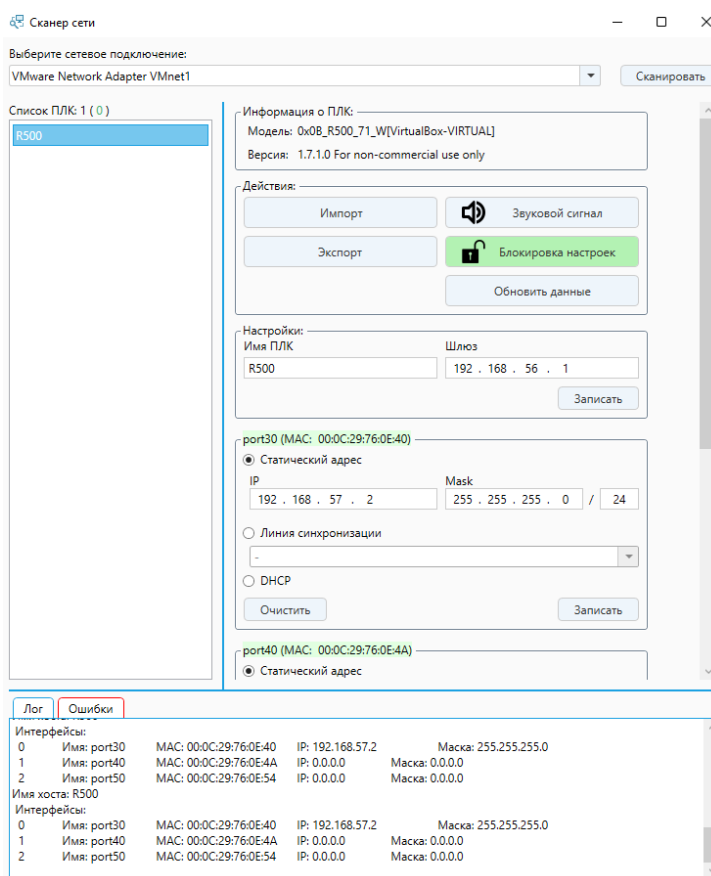 Сканер сети
Выберите сетевое подключение:
VMware Network Adapter VMnet1
Сканировать
Список ПЛК: 1 ( 0 )
R500
Информация о ПЛК:
Модель: 0x0B_R500_71_W[VirtualBox-VIRTUAL]
Версия: 1.7.1.0 For non-commercial use only
Действия:
Импорт
Звуковой сигнал
Экспорт
Блокировка настроек
Обновить данные
Настройки:
Имя ПЛК
Шлюз
R500
192 . 168 . 56 . 1
Записать
port30 (MAC: 00:0C:29:76:0E:40)
Статический адрес
IP
Mask
192 . 168 . 57 . 2
255 . 255 . 255 . 0 / 24
Линия синхронизации
-
DHCP
Очистить
Записать
port40 (MAC: 00:0C:29:76:0E:4A)
Статический адрес
Лог
Ошибки
Интерфейсы:
0 Имя: port30 MAC: 00:0C:29:76:0E:40 IP: 192.168.57.2 Маска: 255.255.255.0
1 Имя: port40 MAC: 00:0C:29:76:0E:4A IP: 0.0.0.0 Маска: 0.0.0.0
2 Имя: port50 MAC: 00:0C:29:76:0E:54 IP: 0.0.0.0 Маска: 0.0.0.0
Имя хоста: R500
Интерфейсы:
0 Имя: port30 MAC: 00:0C:29:76:0E:40 IP: 192.168.57.2 Маска: 255.255.255.0
1 Имя: port40 MAC: 00:0C:29:76:0E:4A IP: 0.0.0.0 Маска: 0.0.0.0
2 Имя: port50 MAC: 00:0C:29:76:0E:54 IP: 0.0.0.0 Маска: 0.0.0.0